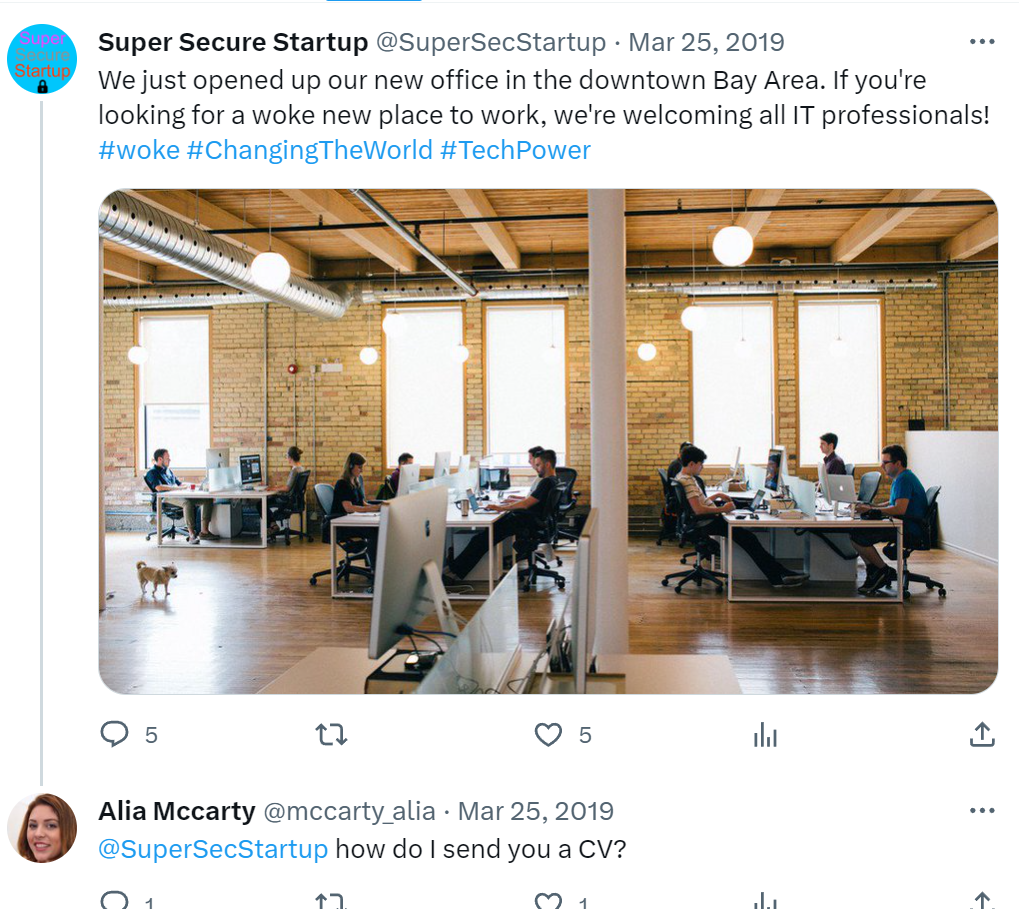 Super
Secure
Startup
Super Secure Startup @SuperSecStartup · Mar 25, 2019
We just opened up our new office in the downtown Bay Area. If you're
looking for a woke new place to work, we're welcoming all IT professionals!
#woke #ChangingTheWorld #TechPower
5
5
Alia Mccarty @mccarty_alia · Mar 25, 2019
@SuperSecStartup how do I send you a CV?
1
1